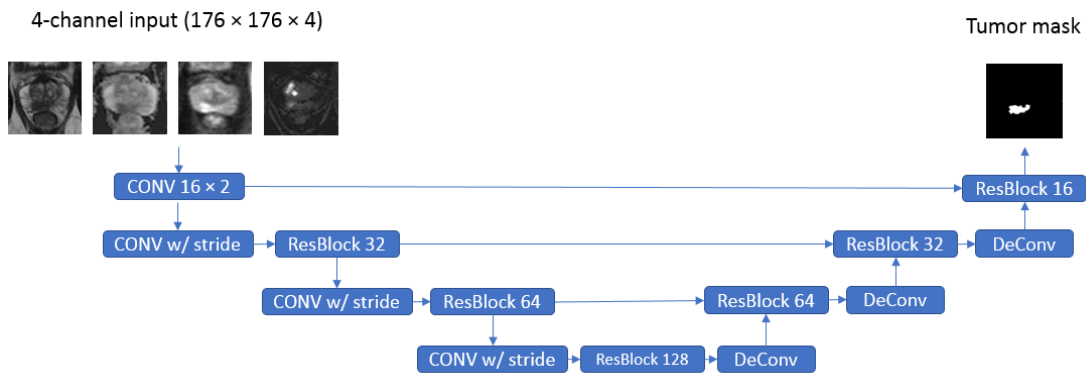 4-channel input (176 × 176 × 4)
Tumor mask
CONV 16 × 2
ResBlock 16
CONV w/ stride
ResBlock 32
ResBlock 32
DeConv
CONV w/ stride
ResBlock 64
ResBlock 64
DeConv
CONV w/ stride
ResBlock 128
DeConv